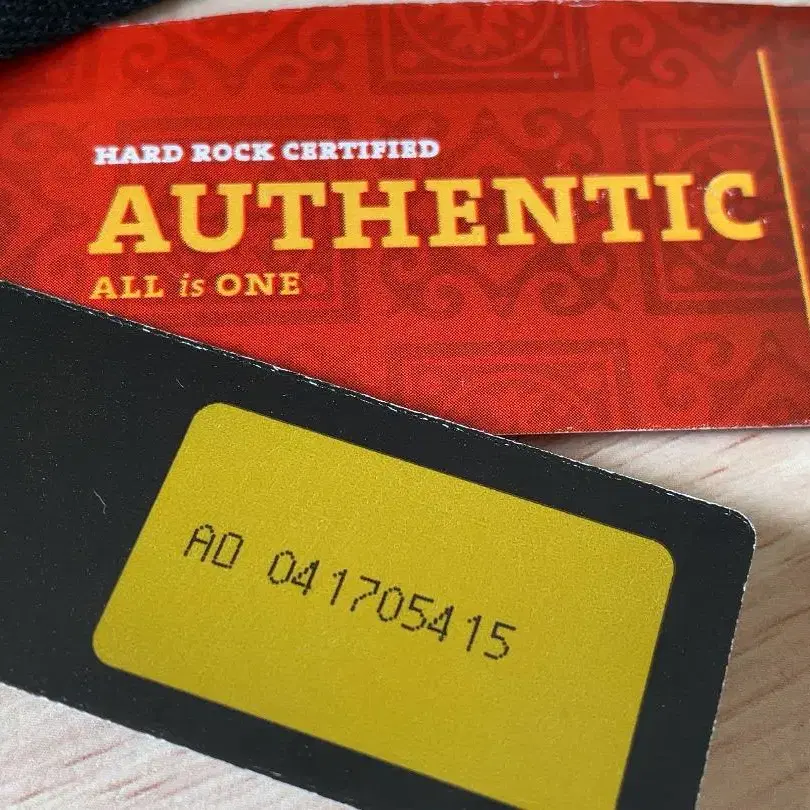 HARD ROCK CERTIFIED
AUTHENTIC
ALL is ONE
AD 041705415